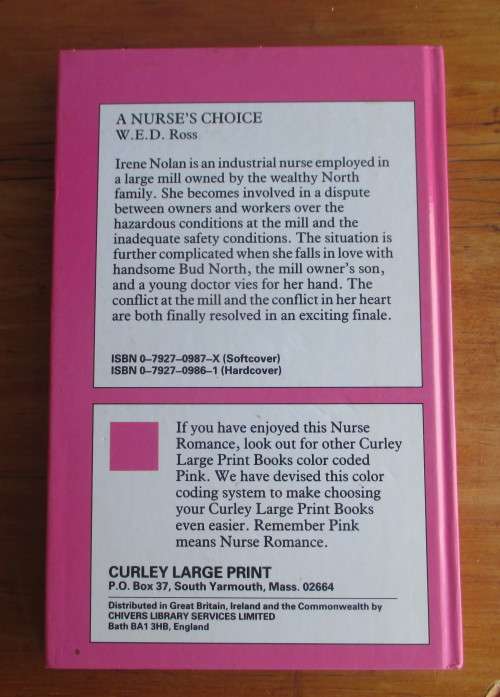 A NURSE'S CHOICE
W.E.D. Ross
Irene Nolan is an industrial nurse employed in
a large mill owned by the wealthy North
family. She becomes involved in a dispute
between owners and workers over the
hazardous conditions at the mill and the
inadequate safety conditions. The situation is
further complicated when she falls in love with
handsome Bud North, the mill owner's son,
and a young doctor vies for her hand. The
conflict at the mill and the conflict in her heart
are both finally resolved in an exciting finale.
ISBN 0–7927–0987–X (Softcover)
ISBN 0–7927–0986–1 (Hardcover)
If you have enjoyed this Nurse
Romance, look out for other Curley
Large Print Books color coded
Pink. We have devised this color
coding system to make choosing
your Curley Large Print Books
even easier. Remember Pink
means Nurse Romance.
CURLEY LARGE PRINT
P.O. Box 37, South Yarmouth, Mass. 02664
Distributed in Great Britain, Ireland and the Commonwealth by
CHIVERS LIBRARY SERVICES LIMITED
Bath BA1 3HB, England